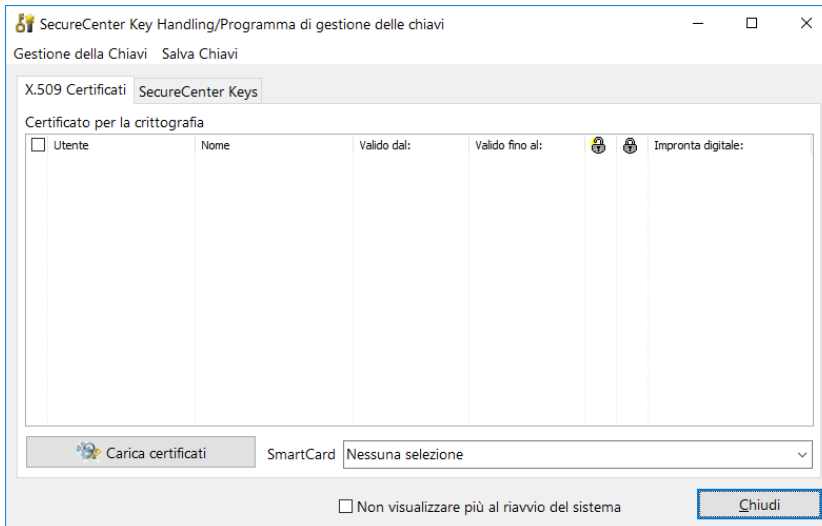 SecureCenter Key Handling/Programma di gestione delle chiavi
Gestione della Chiavi Salva Chiavi
X.509 Certificati SecureCenter Keys
Certificato per la crittografia
Utente Nome Valido dal: Valido fino al: Impronta digitale:
Carica certificati SmartCard Nessuna selezione
Non visualizzare più al riavvio del sistema Chiudi